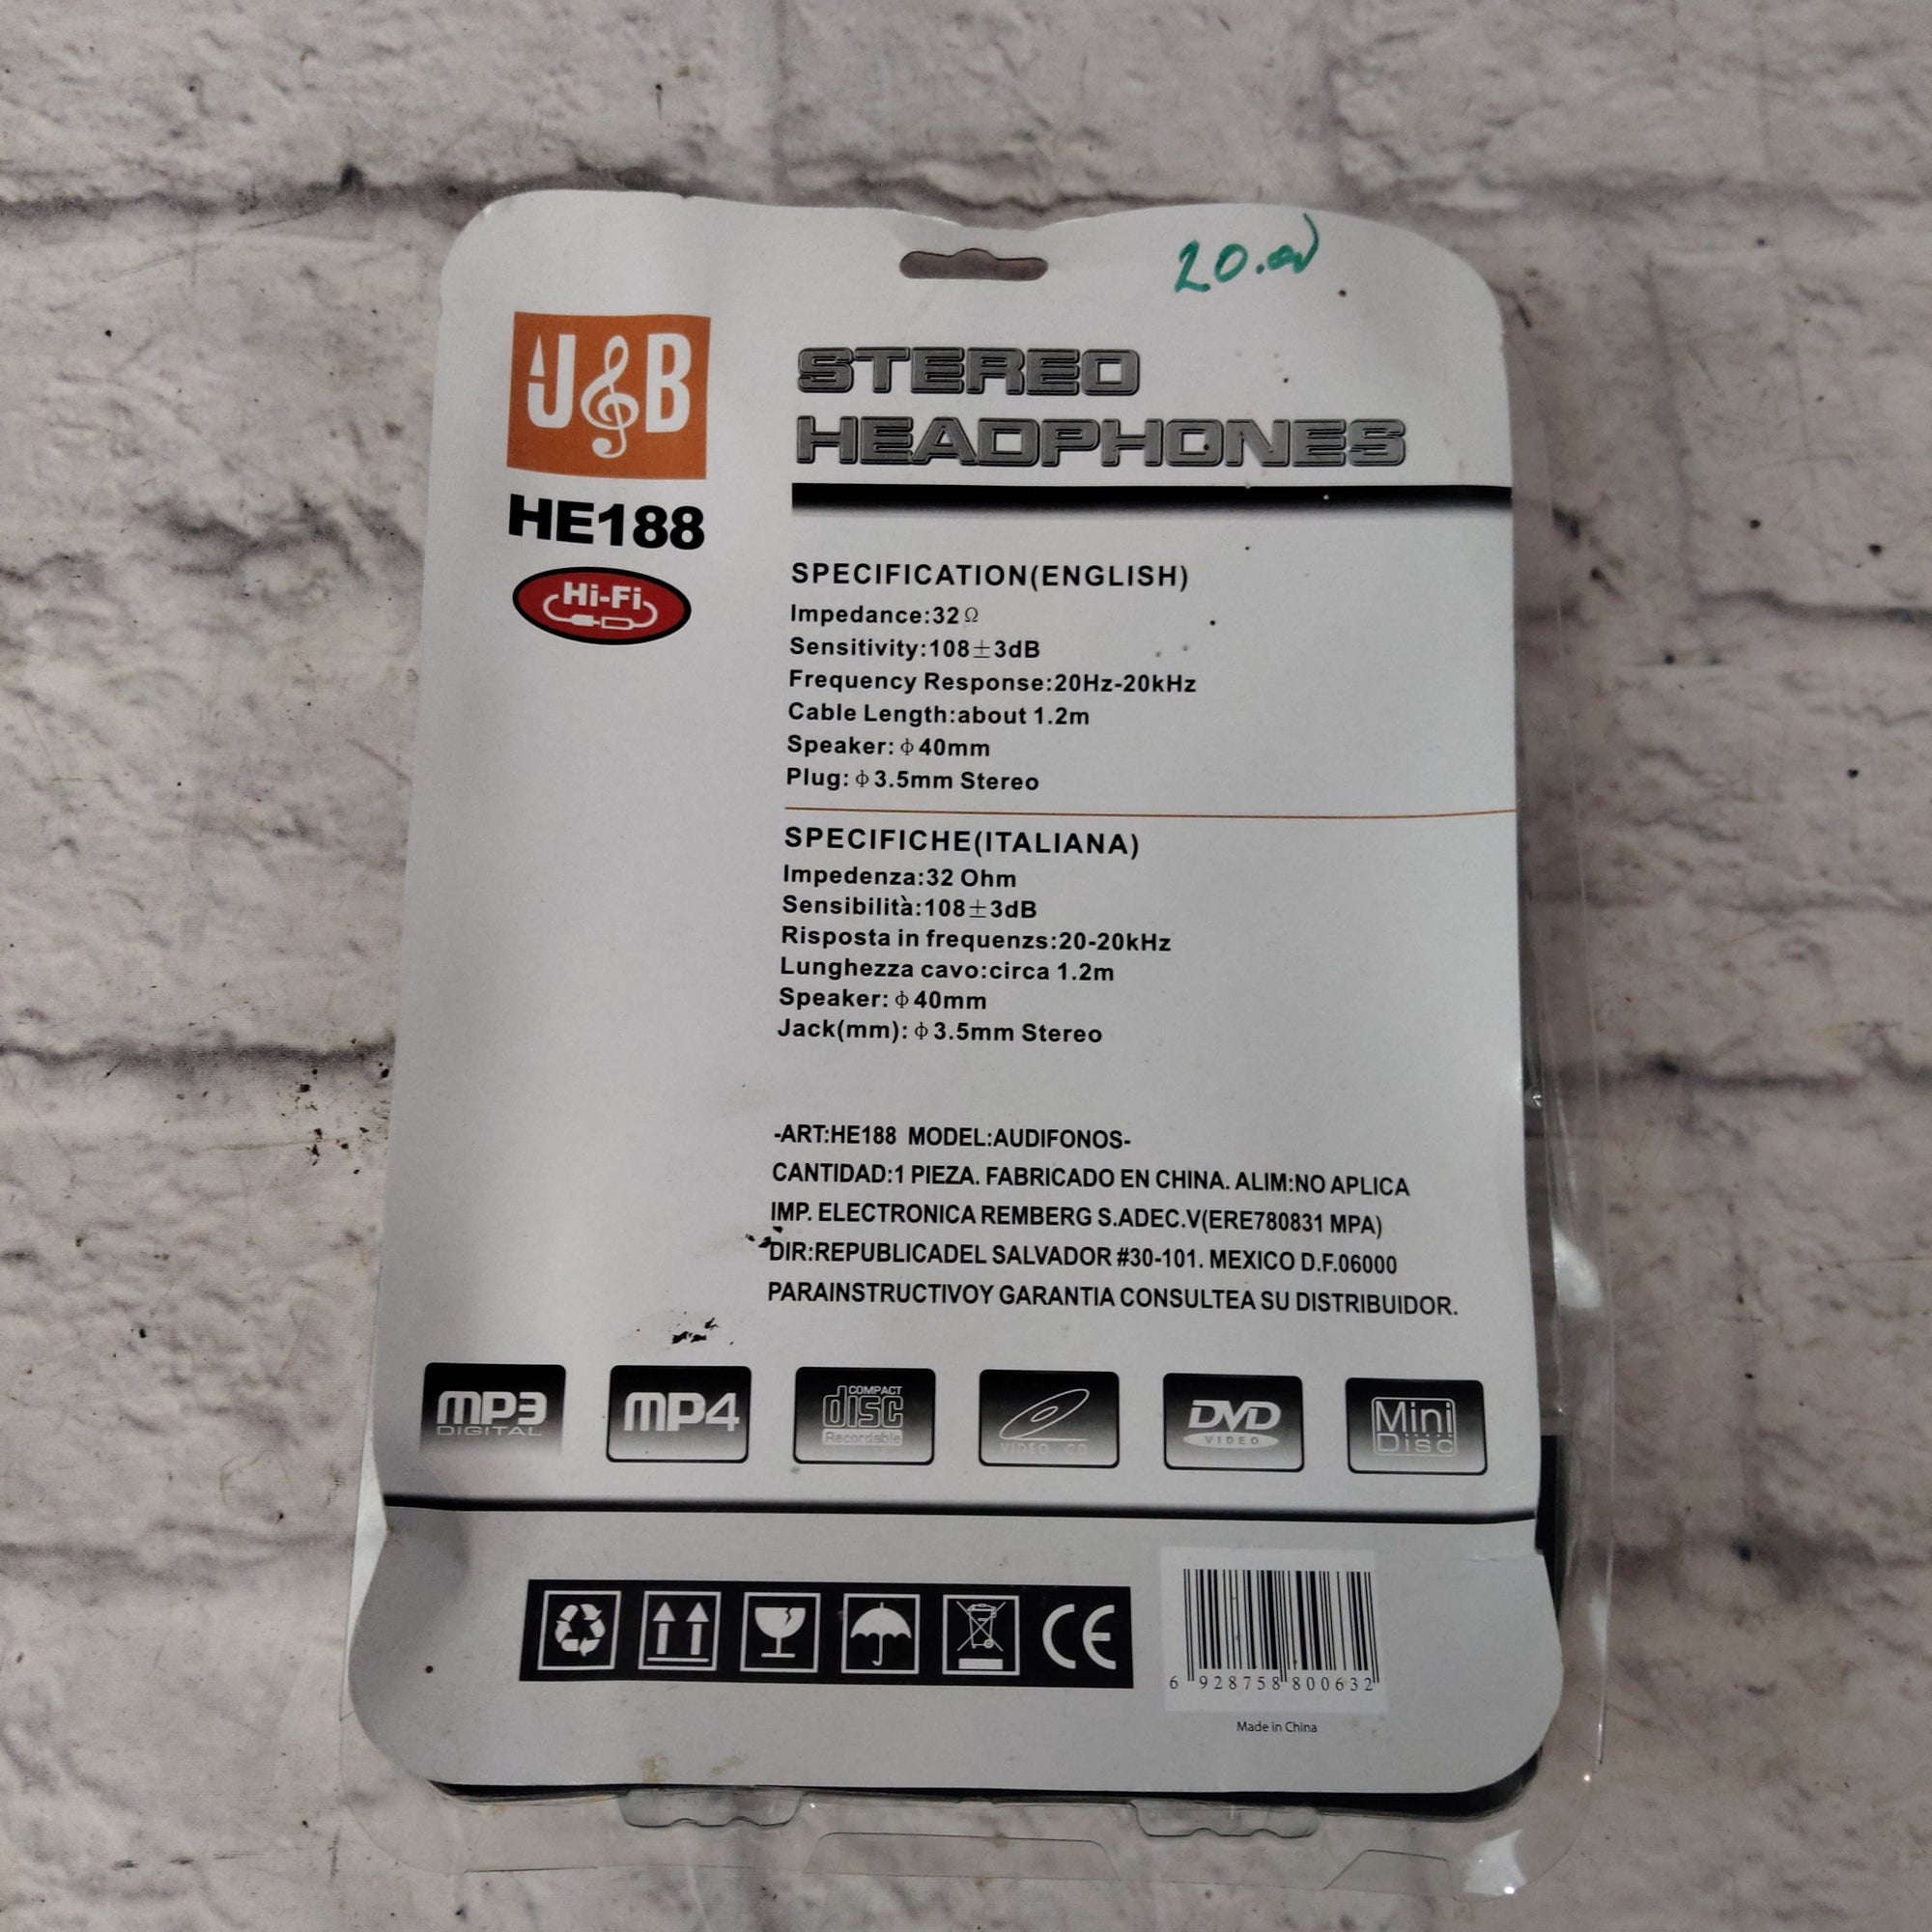 20.00
J&B
STEREO
HEADPHONES
HE188
Hi-Fi
SPECIFICATION(ENGLISH)
Impedance:32Ω
Sensitivity:108±3dB
Frequency Response:20Hz-20kHz
Cable Length:about 1.2m
Speaker:ϕ40mm
Plug:ϕ3.5mm Stereo
SPECIFICHE(ITALIANA)
Impedenza:32 Ohm
Sensibilità:108±3dB
Risposta in frequenzs:20-20kHz
Lunghezza cavo:circa 1.2m
Speaker:ϕ40mm
Jack(mm):ϕ3.5mm Stereo
-ART:HE188 MODEL:AUDIFONOS-
CANTIDAD:1 PIEZA. FABRICADO EN CHINA. ALIM:NO APLICA
IMP. ELECTRONICA REMBERG S.ADEC.V(ERE780831 MPA)
DIR:REPUBLICADEL SALVADOR #30-101. MEXICO D.F.06000
PARAINSTRUCTIVOY GARANTIA CONSULTEA SU DISTRIBUIDOR.
MP3 DIGITAL
MP4
COMPACT disc Recordable
VIDEO CD
DVD VIDEO
Mini Disc
CE
6 928758 800632
Made in China